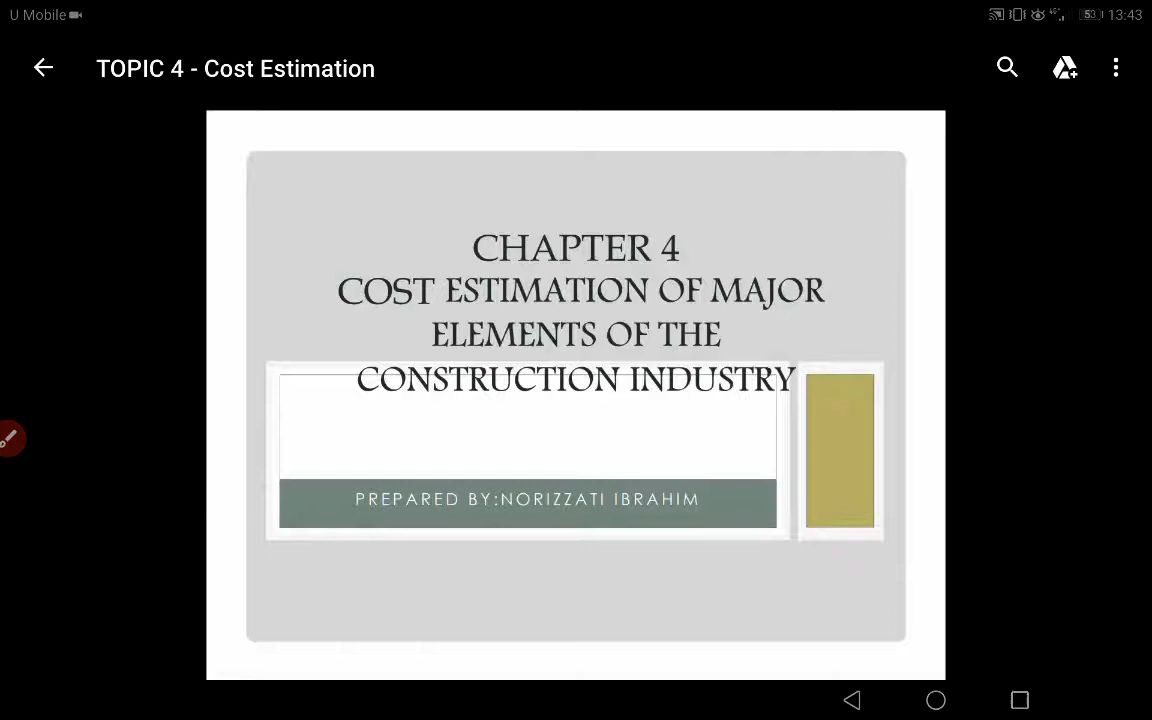 U Mobile
53 13:43
TOPIC 4 - Cost Estimation
CHAPTER 4
COST ESTIMATION OF MAJOR
ELEMENTS OF THE
CONSTRUCTION INDUSTRY
PREPARED BY:NORIZZATI IBRAHIM